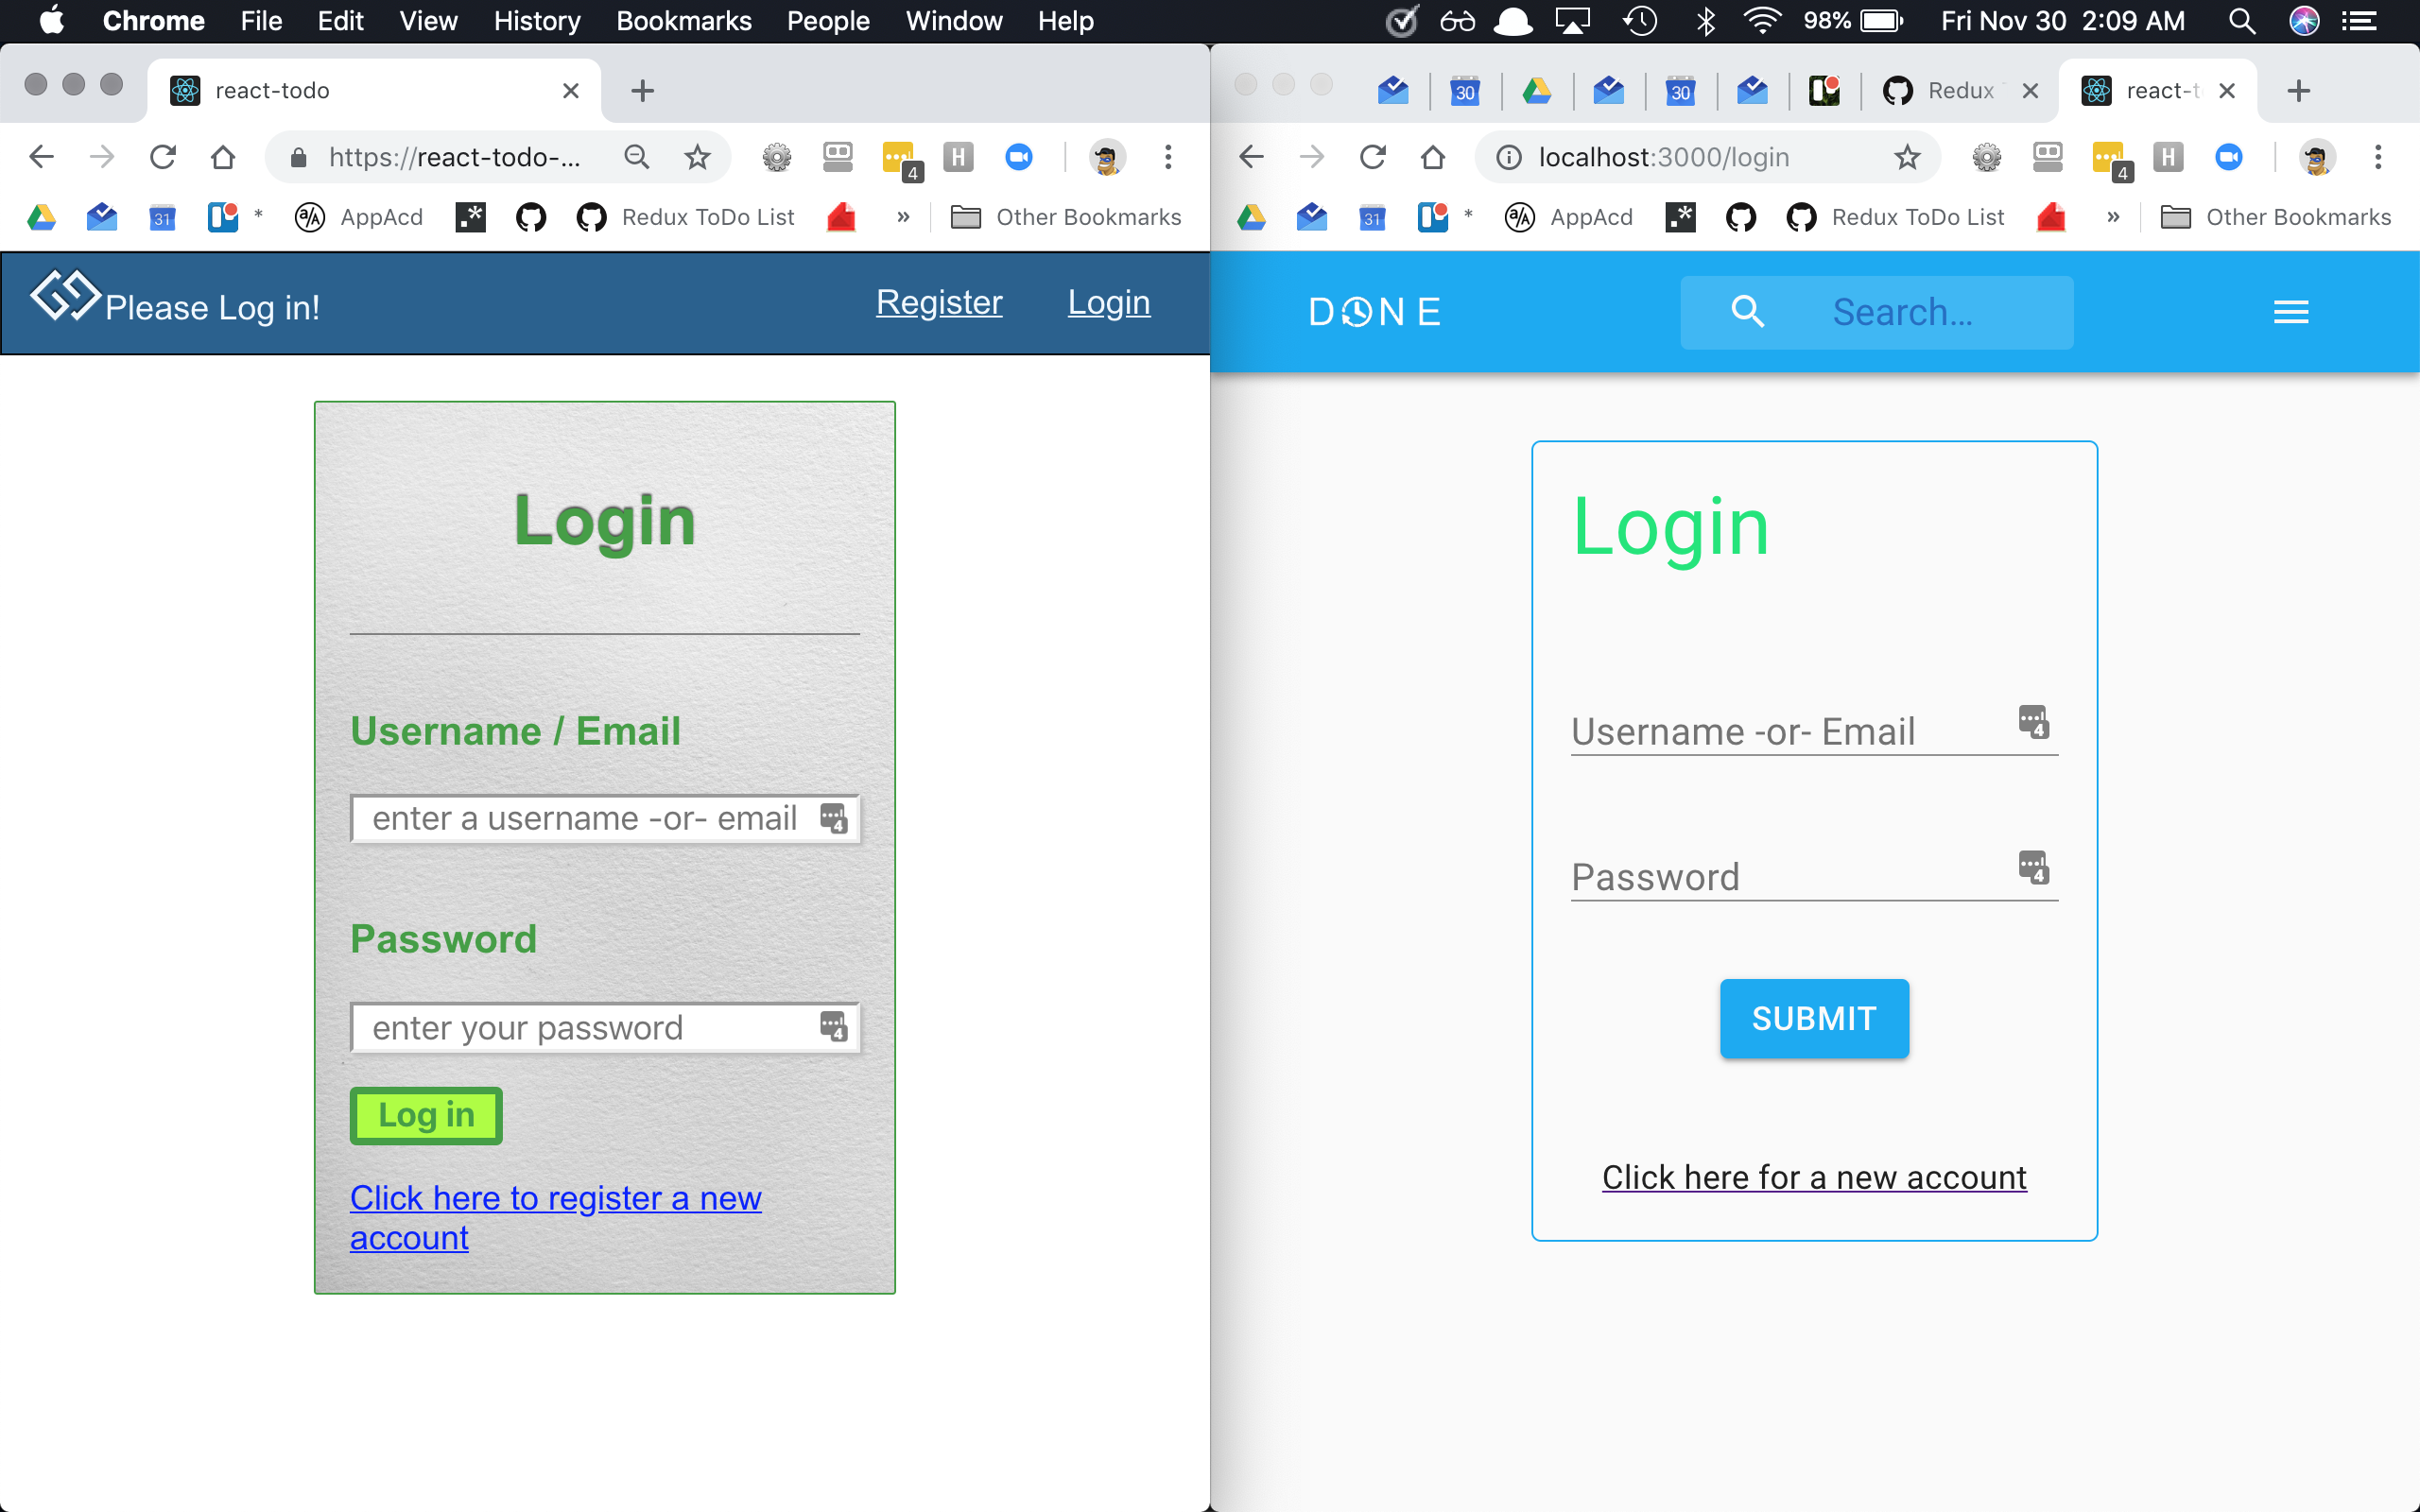 Chrome File Edit View History Bookmarks People Window Help 98% Fri Nov 30 2:09 AM
react-todo
https://react-todo-...
4
31 * AppAcd Redux ToDo List » Other Bookmarks
Please Log in! Register Login
Login
Username / Email
enter a username -or- email
Password
enter your password
Log in
Click here to register a new
account
30 30 Redux react-t
localhost:3000/login
4
31 * AppAcd Redux ToDo List » Other Bookmarks
DONE Search... 
Login
Username -or- Email
Password
SUBMIT
Click here for a new account